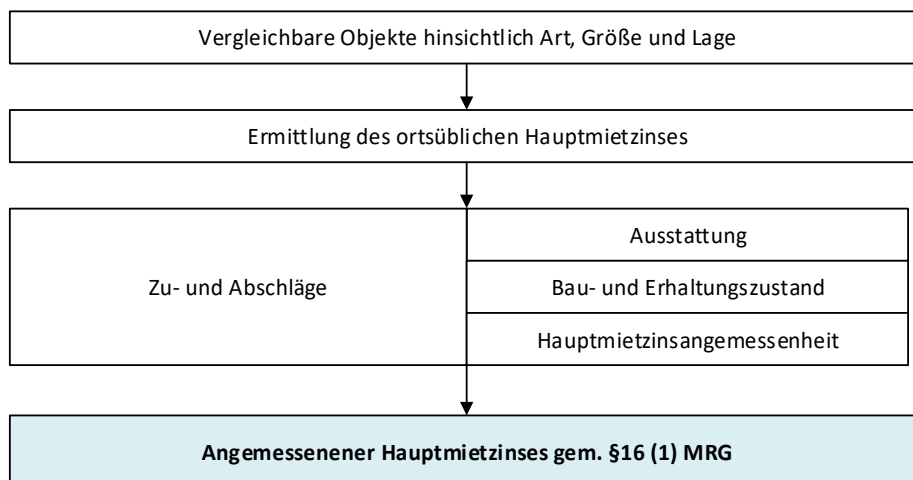 Vergleichbare Objekte hinsichtlich Art, Größe und Lage
Ermittlung des ortsüblichen Hauptmietzinses
Zu- und Abschläge
Ausstattung
Bau- und Erhaltungszustand
Hauptmietzinsangemessenheit
Angemessenener Hauptmietzinses gem. §16 (1) MRG